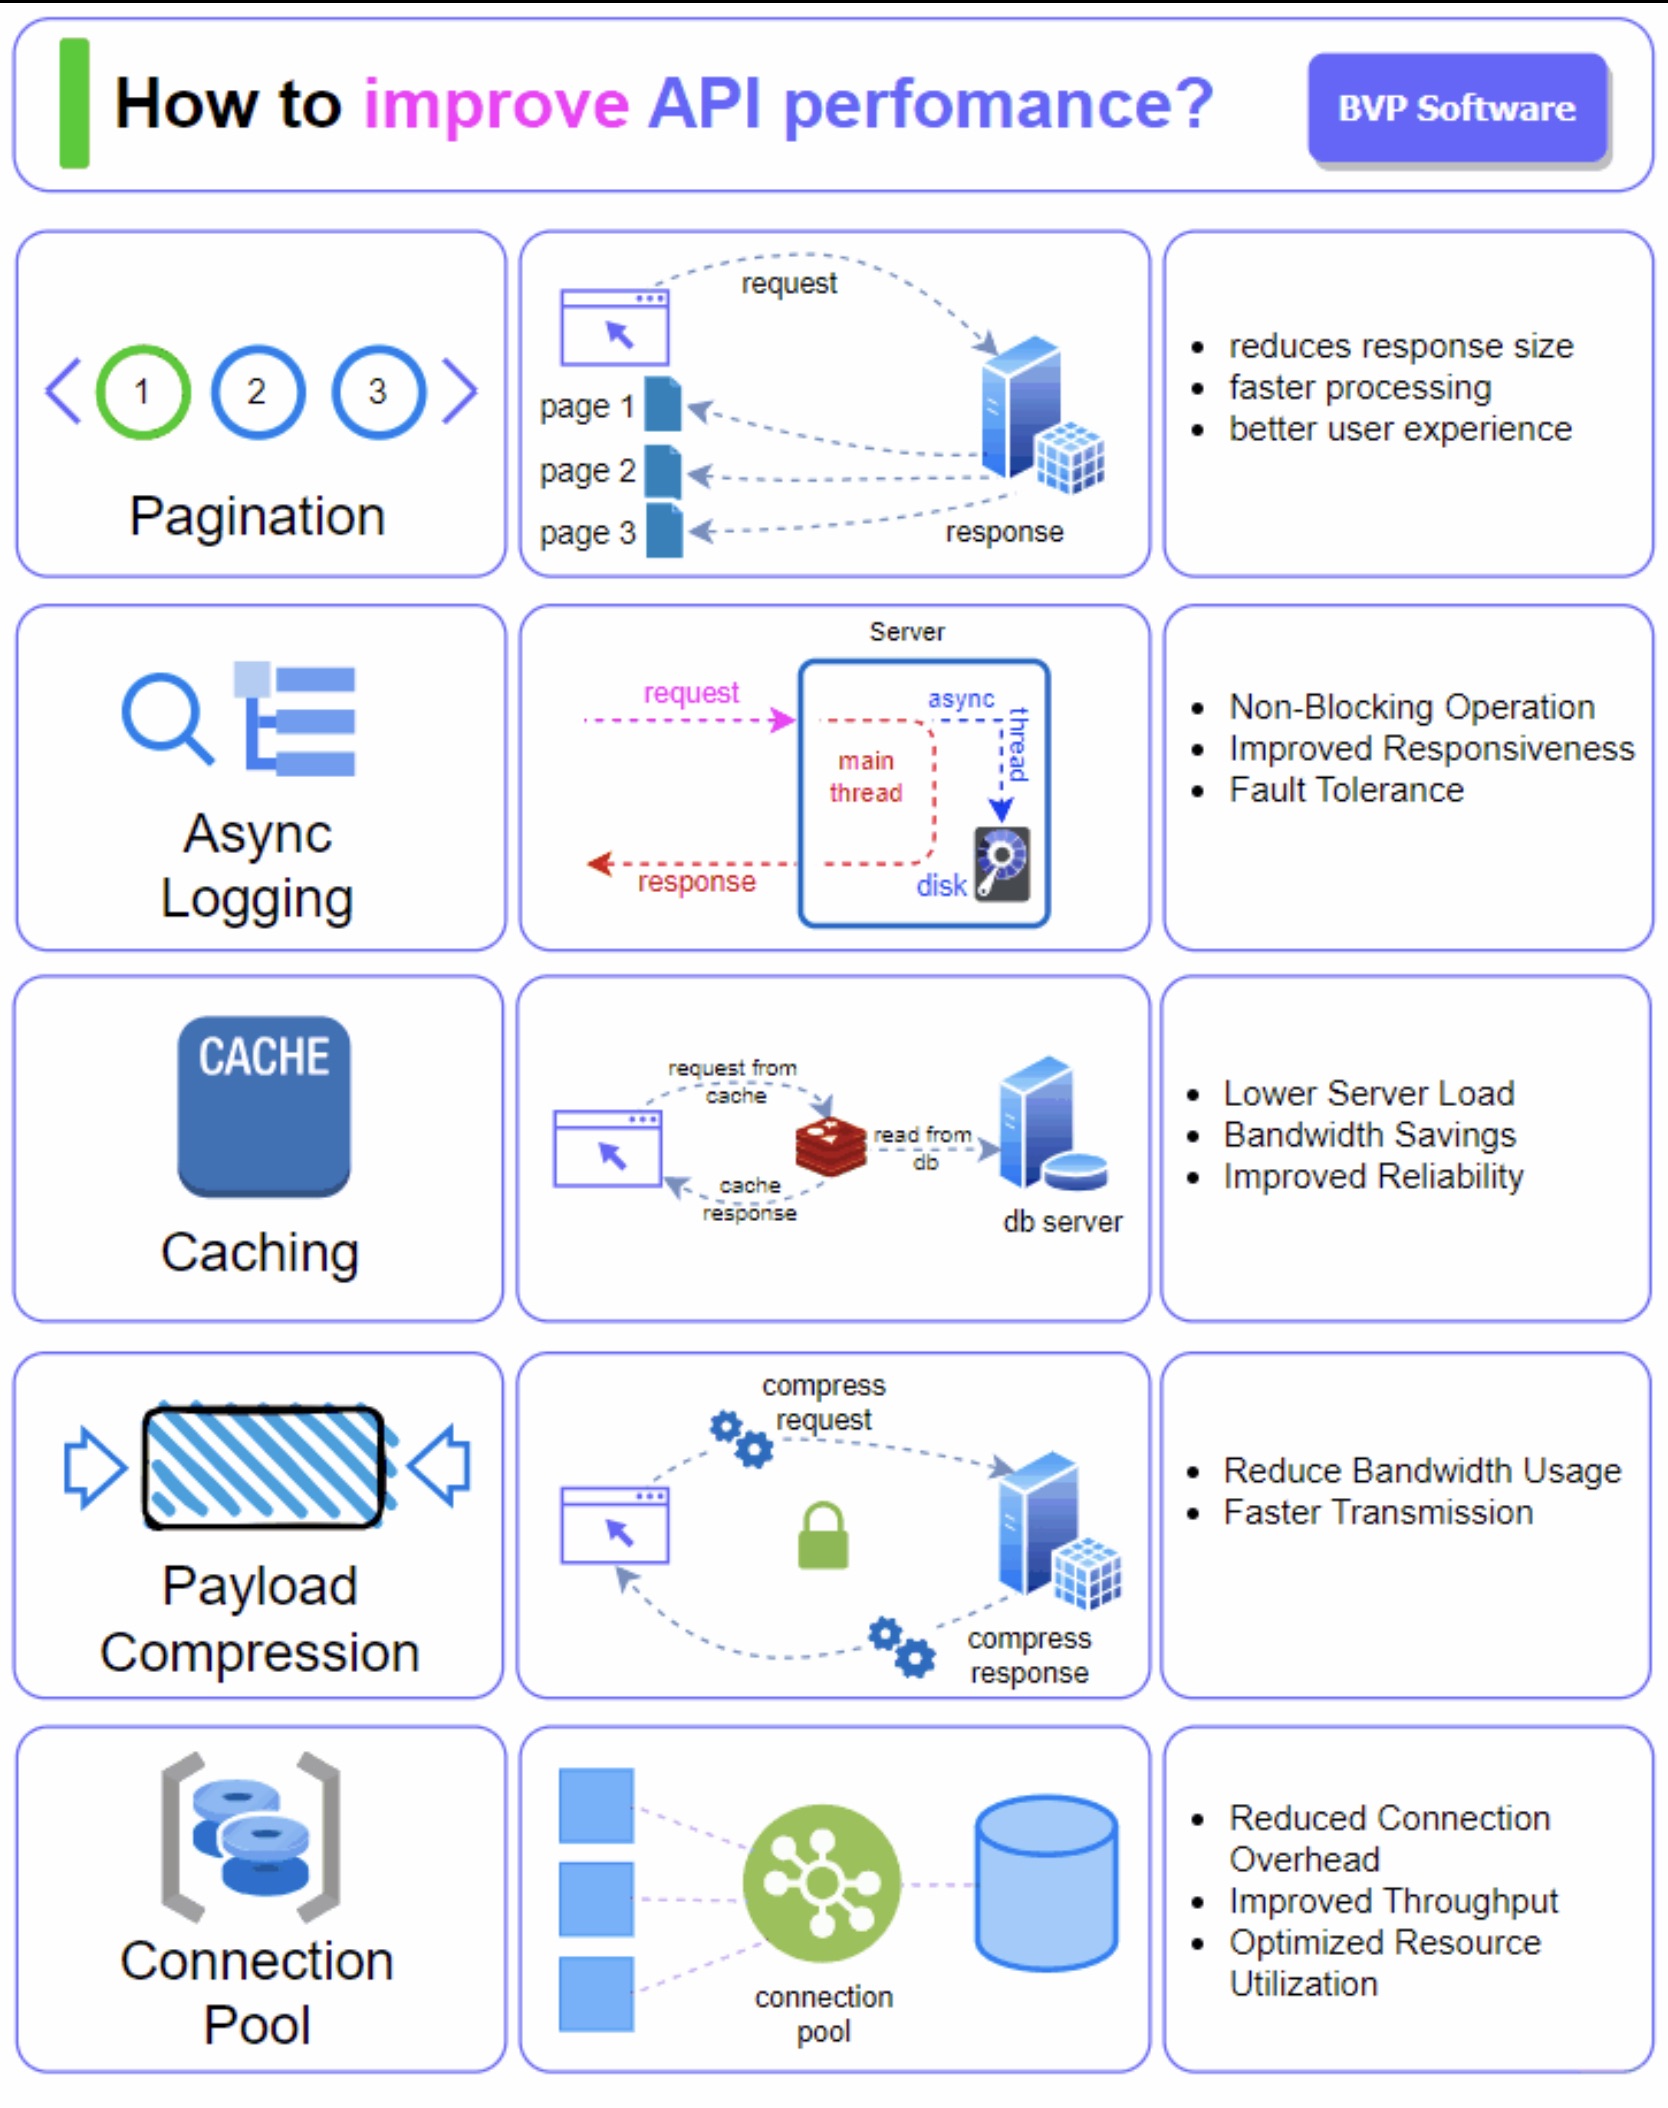 How to improve API perfomance?
BVP Software
1 2 3
Pagination
request
page 1
page 2
page 3
response
reduces response size
faster processing
better user experience
Async
Logging
Server
request
async
thread
main
thread
response
disk
Non-Blocking Operation
Improved Responsiveness
Fault Tolerance
CACHE
Caching
request from
cache
read from
db
cache
response
db server
Lower Server Load
Bandwidth Savings
Improved Reliability
Payload
Compression
compress
request
compress
response
Reduce Bandwidth Usage
Faster Transmission
Connection
Pool
connection
pool
Reduced Connection
Overhead
Improved Throughput
Optimized Resource
Utilization